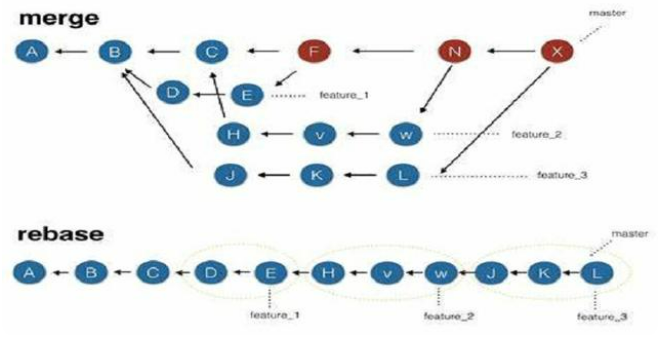 merge
master
A B C F N X
D E feature_1
H v w feature_2
J K L feature_3
rebase
master
A B C D E H v w J K L
feature_1 feature_2 feature_3